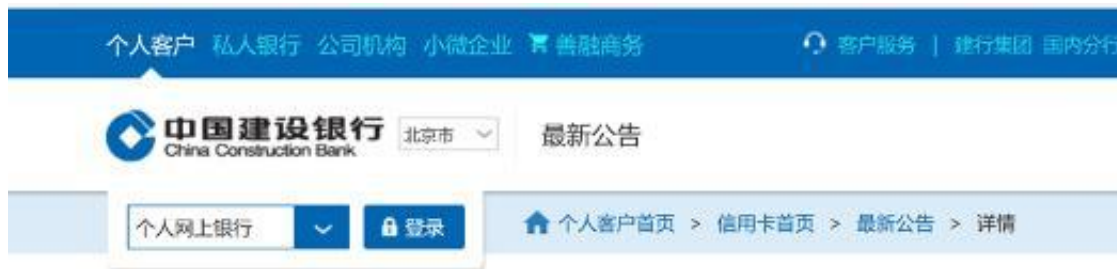 个人客户 私人银行 公司机构 小微企业 善融商务 客户服务 | 建行集团 国内分行
中国建设银行 北京市 最新公告
China Construction Bank
个人网上银行 登录 个人客户首页 > 信用卡首页 > 最新公告 > 详情